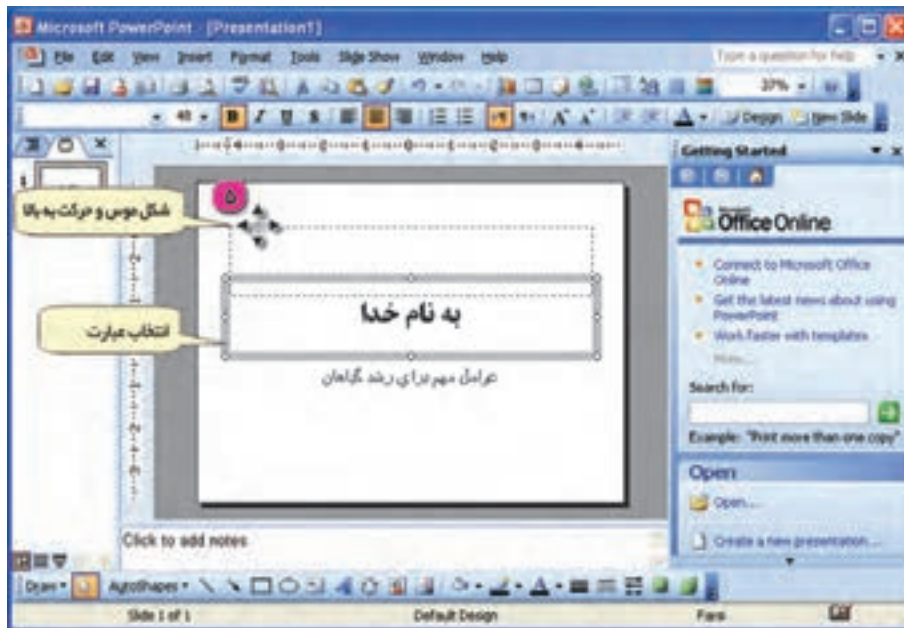 Microsoft PowerPoint - [Presentation1]
File Edit View Insert Format Tools Slide Show Window Help
Type a question for help
37%
48 B I U S Design New Slide
Getting Started
1
۵
شکل موس و حرکت به بالا
Microsoft
Office Online
Connect to Microsoft Office
Online
Get the latest news about using
PowerPoint
Work faster with templates
More...
به نام خدا
انتخاب عبارت
عوامل مهم برای رشد گیاهان
Search for:
Example: "Print more than one copy"
Open
Open...
Create a new presentation...
Click to add notes
Draw AutoShapes
Slide 1 of 1 Default Design Farsi